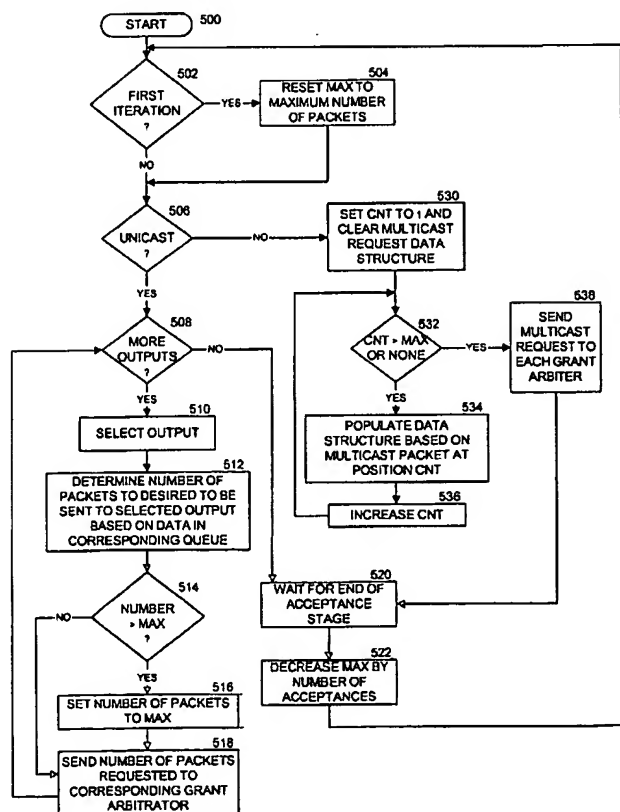 START
500
502
FIRST
ITERATION
?
YES
504
RESET MAX TO
MAXIMUM NUMBER
OF PACKETS
NO
506
UNICAST
?
NO
530
SET CNT TO 1 AND
CLEAR MULTICAST
REQUEST DATA
STRUCTURE
YES
508
MORE
OUTPUTS
?
NO
532
CNT > MAX
OR NONE
YES
538
SEND
MULTICAST
REQUEST TO
EACH GRANT
ARBITER
YES
510
SELECT OUTPUT
YES
534
POPULATE DATA
STRUCTURE BASED ON
MULTICAST PACKET AT
POSITION CNT
536
INCREASE CNT
512
DETERMINE NUMBER OF
PACKETS TO DESIRED TO BE
SENT TO SELECTED OUTPUT
BASED ON DATA IN
CORRESPONDING QUEUE
514
NUMBER
> MAX
?
NO
YES
520
WAIT FOR END OF
ACCEPTANCE
STAGE
522
DECREASE MAX BY
NUMBER OF
ACCEPTANCES
516
SET NUMBER OF PACKETS
TO MAX
518
SEND NUMBER OF PACKETS
REQUESTED TO
CORRESPONDING GRANT
ARBITRATOR